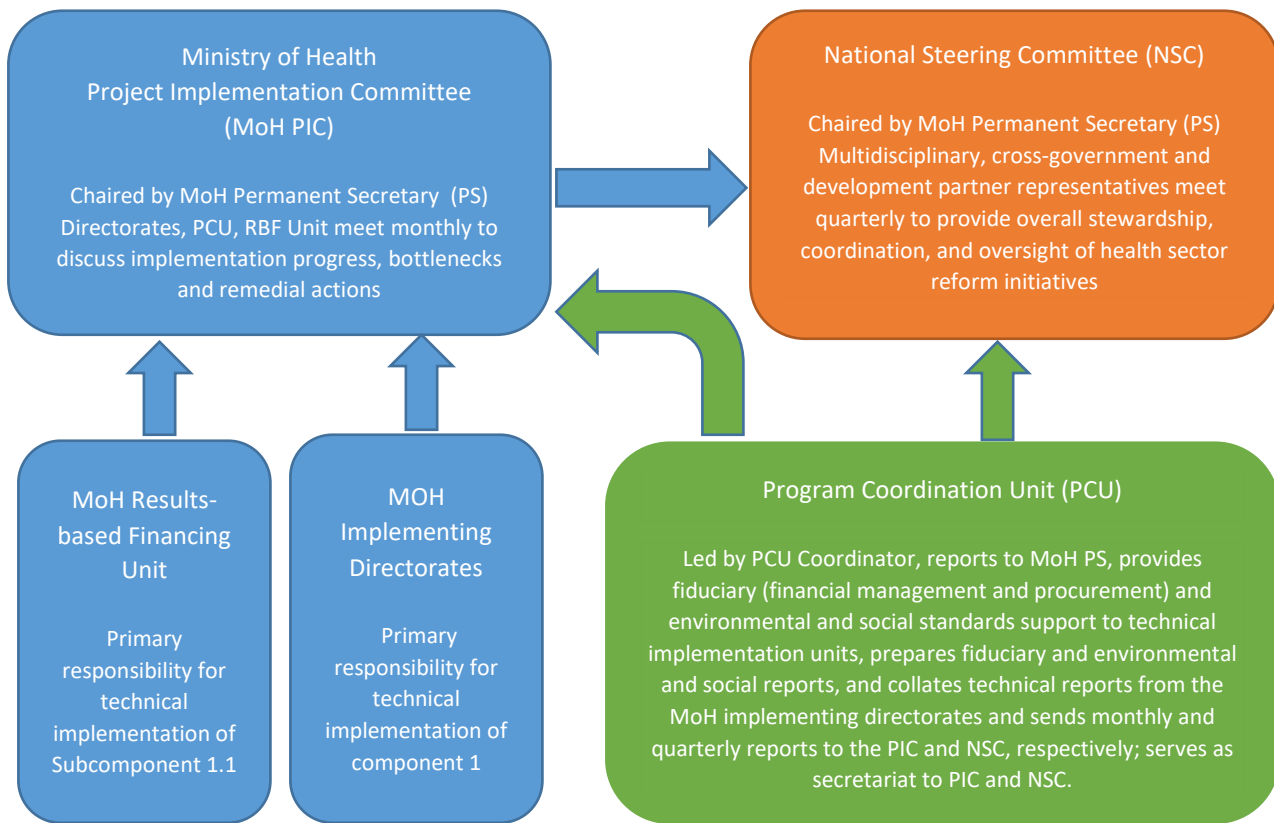 Ministry of Health
Project Implementation Committee
(MoH PIC)
Chaired by MoH Permanent Secretary (PS)
Directorates, PCU, RBF Unit meet monthly to
discuss implementation progress, bottlenecks
and remedial actions
National Steering Committee (NSC)
Chaired by MoH Permanent Secretary (PS)
Multidisciplinary, cross-government and
development partner representatives meet
quarterly to provide overall stewardship,
coordination, and oversight of health sector
reform initiatives
MoH Results-
based Financing
Unit
Primary
responsibility for
technical
implementation of
Subcomponent 1.1
MOH
Implementing
Directorates
Primary
responsibility for
technical
implementation of
component 1
Program Coordination Unit (PCU)
Led by PCU Coordinator, reports to MoH PS, provides
fiduciary (financial management and procurement) and
environmental and social standards support to technical
implementation units, prepares fiduciary and environmental
and social reports, and collates technical reports from the
MoH implementing directorates and sends monthly and
quarterly reports to the PIC and NSC, respectively; serves as
secretariat to PIC and NSC.